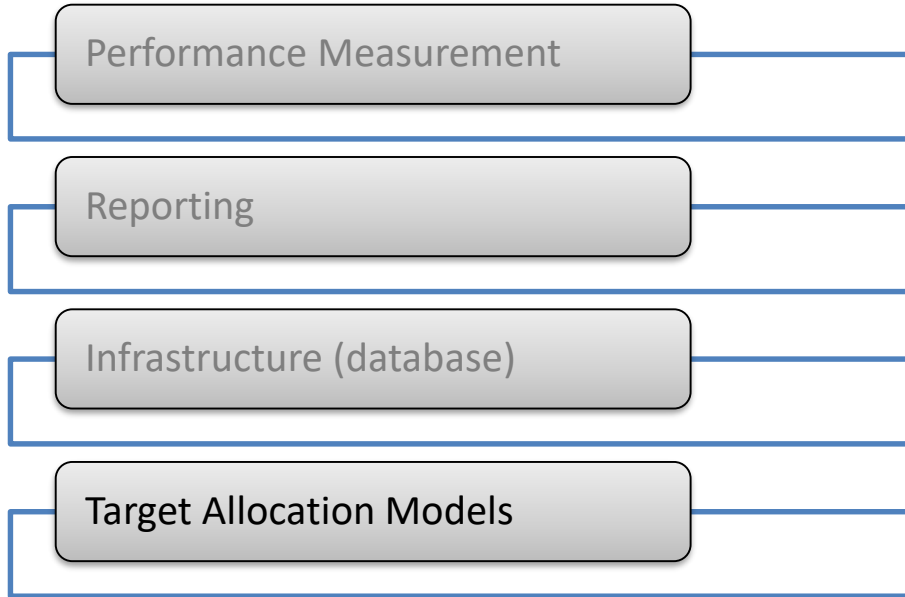 Performance Measurement
Reporting
Infrastructure (database)
Target Allocation Models